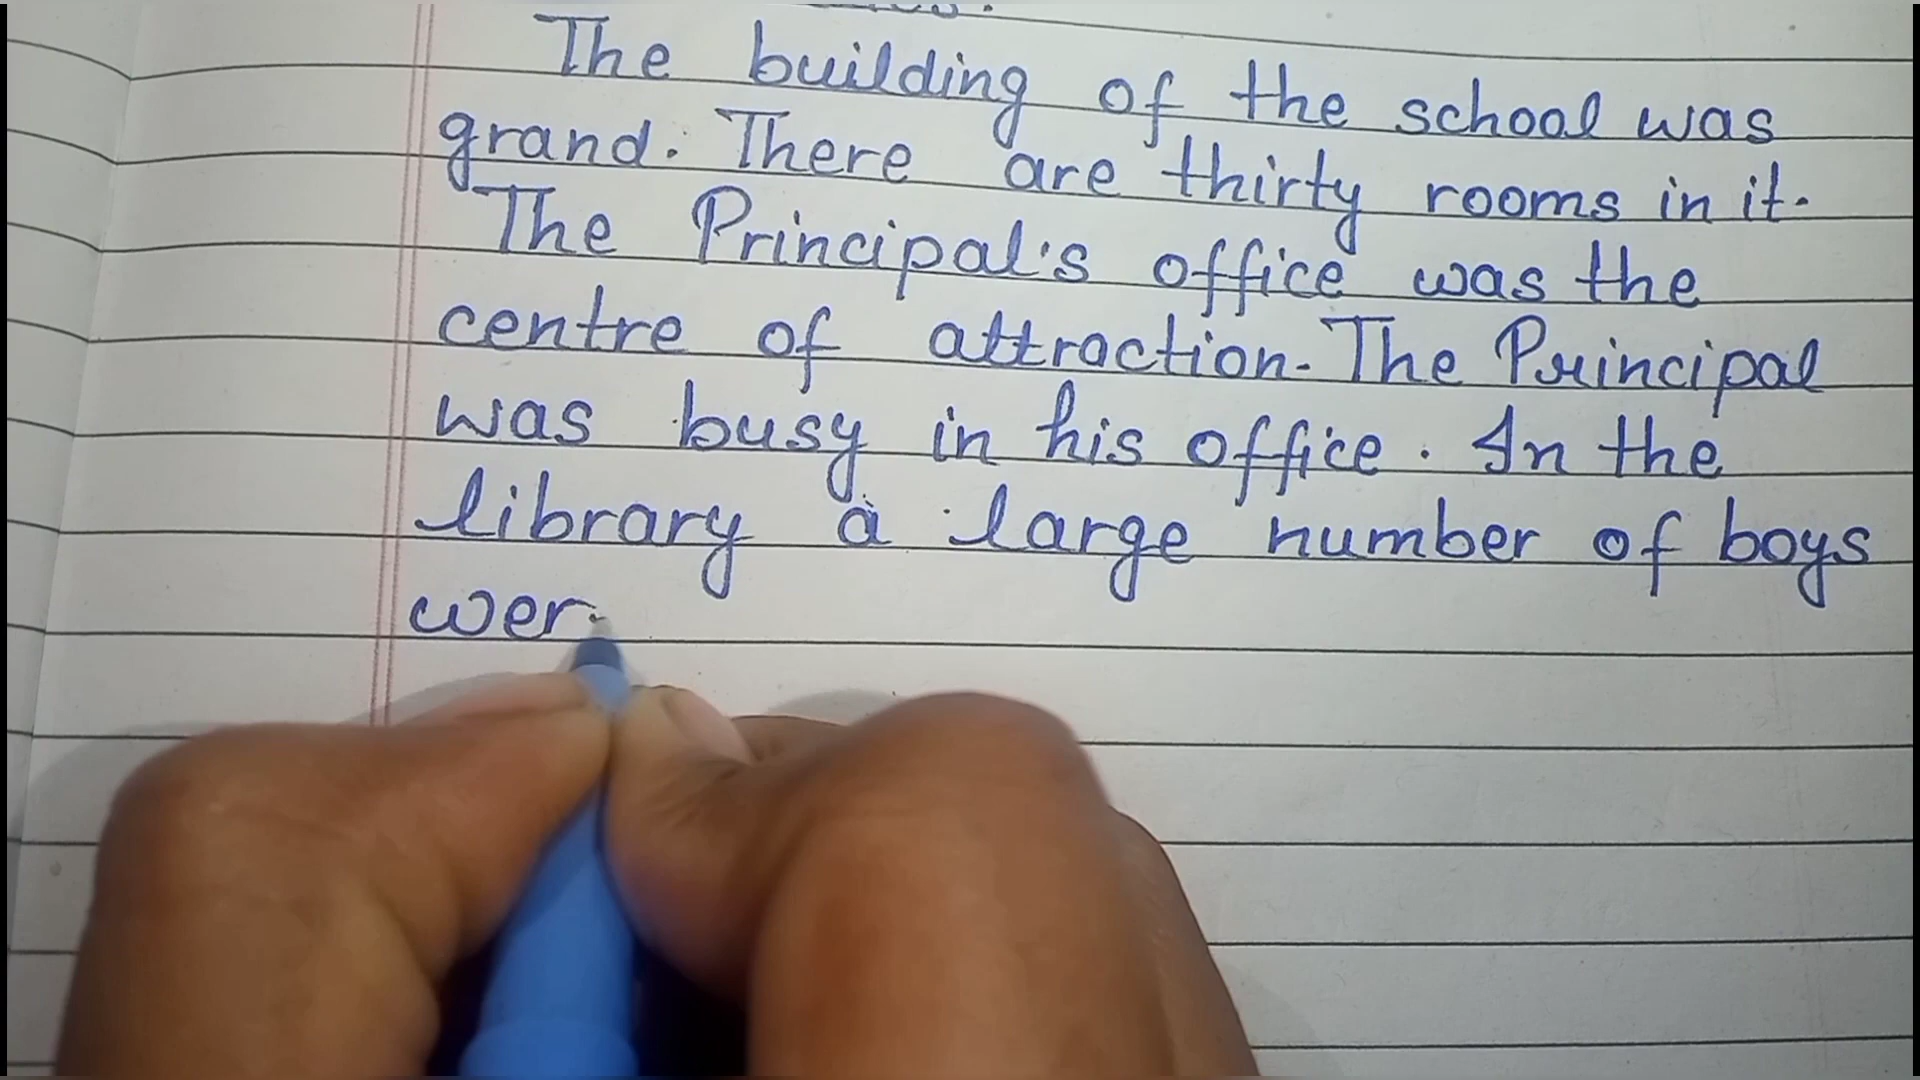 The building of the school was
grand. There are thirty rooms in it.
The Principal's office was the
centre of attraction. The Principal
was busy in his office. In the
library a large number of boys
wer